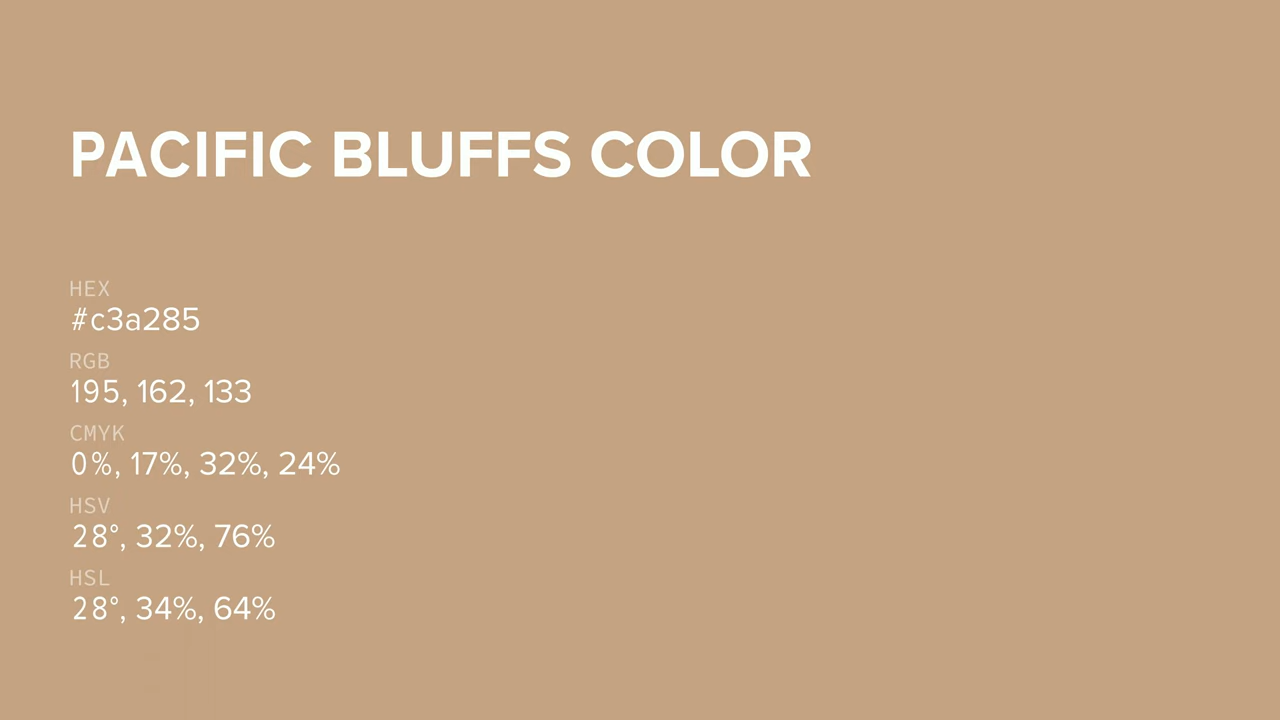 PACIFIC BLUFFS COLOR
HEX
#c3a285
RGB
195, 162, 133
CMYK
0%, 17%, 32%, 24%
HSV
28°, 32%, 76%
HSL
28°, 34%, 64%